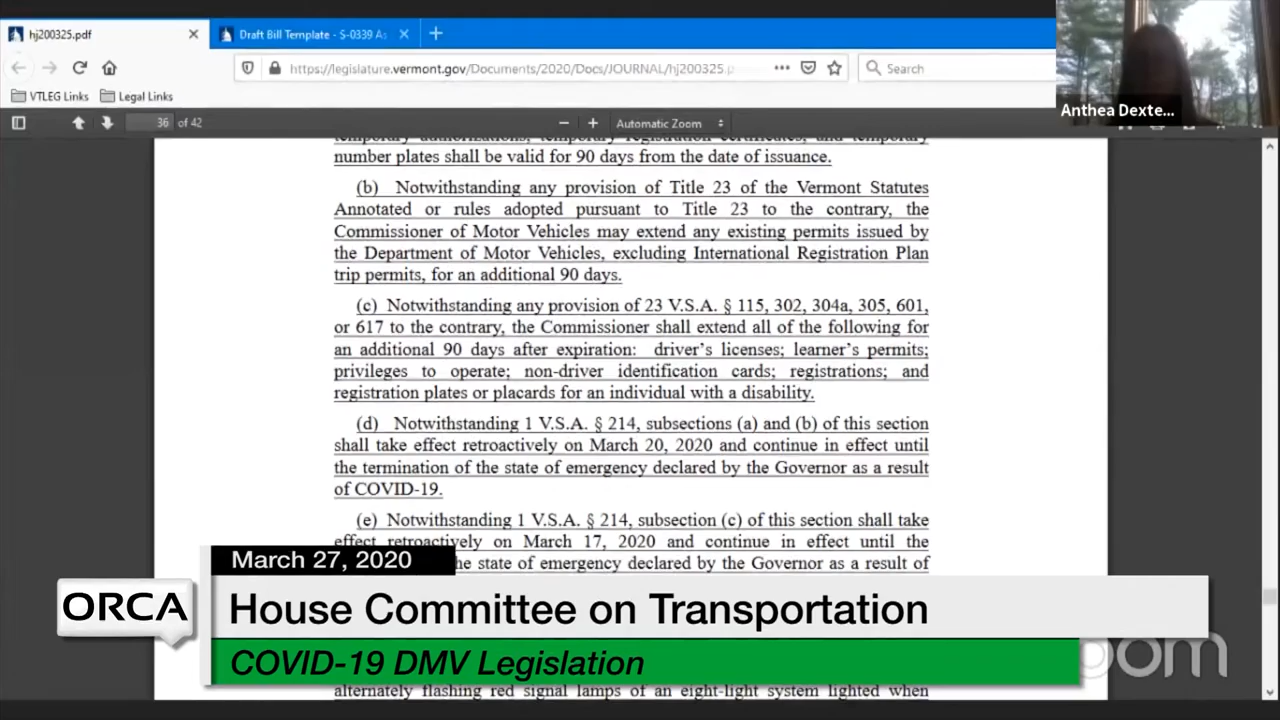 hj200325.pdf
Draft Bill Template - S-0339 As
https://legislature.vermont.gov/Documents/2020/Docs/JOURNAL/hj200325.p
Search
VTLEG Links
Legal Links
36 of 42
Automatic Zoom
Anthea Dexte...
temporary authorizations, temporary registration certificates, and temporary
number plates shall be valid for 90 days from the date of issuance.
(b) Notwithstanding any provision of Title 23 of the Vermont Statutes
Annotated or rules adopted pursuant to Title 23 to the contrary, the
Commissioner of Motor Vehicles may extend any existing permits issued by
the Department of Motor Vehicles, excluding International Registration Plan
trip permits, for an additional 90 days.
(c) Notwithstanding any provision of 23 V.S.A. § 115, 302, 304a, 305, 601,
or 617 to the contrary, the Commissioner shall extend all of the following for
an additional 90 days after expiration: driver's licenses; learner's permits;
privileges to operate; non-driver identification cards; registrations; and
registration plates or placards for an individual with a disability.
(d) Notwithstanding 1 V.S.A. § 214, subsections (a) and (b) of this section
shall take effect retroactively on March 20, 2020 and continue in effect until
the termination of the state of emergency declared by the Governor as a result
of COVID-19.
(e) Notwithstanding 1 V.S.A. § 214, subsection (c) of this section shall take
effect retroactively on March 17, 2020 and continue in effect until the
he state of emergency declared by the Governor as a result of
March 27, 2020
ORCA
House Committee on Transportation
COVID-19 DMV Legislation
oom
alternately flashing red signal lamps of an eight-light system lighted when